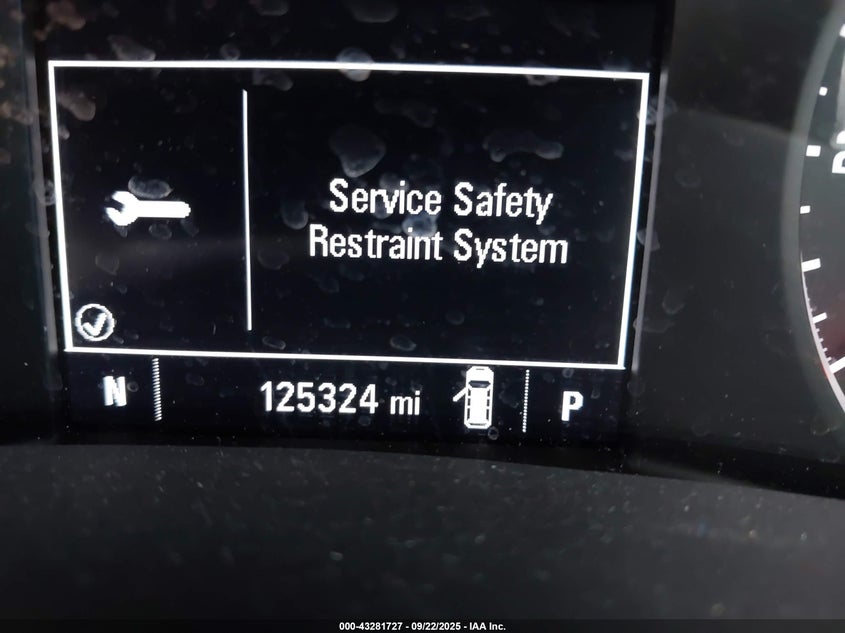 Service Safety
Restraint System
N 125324 mi P
000-43281727 - 09/22/2025 - IAA Inc.